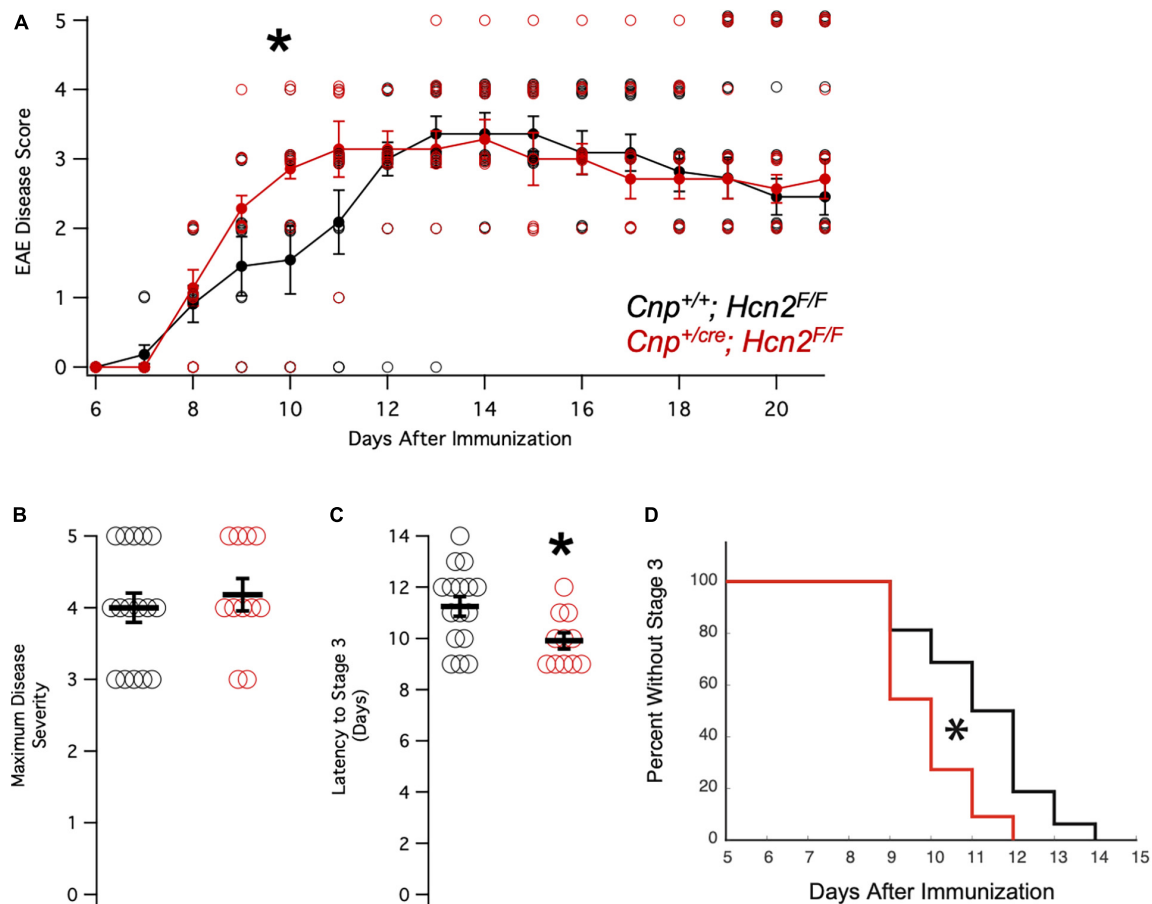 A
EAE Disease Score
5
4
3
2
1
0
*
Cnp+/+; Hcn2F/F
Cnp+/cre; Hcn2F/F
6 8 10 12 14 16 18 20
Days After Immunization
B
Maximum Disease
Severity
5
4
3
2
1
0
C
Latency to Stage 3
(Days)
14
12
10
8
6
4
2
0
*
D
Percent Without Stage 3
100
80
60
40
20
0
*
5 6 7 8 9 10 11 12 13 14 15
Days After Immunization